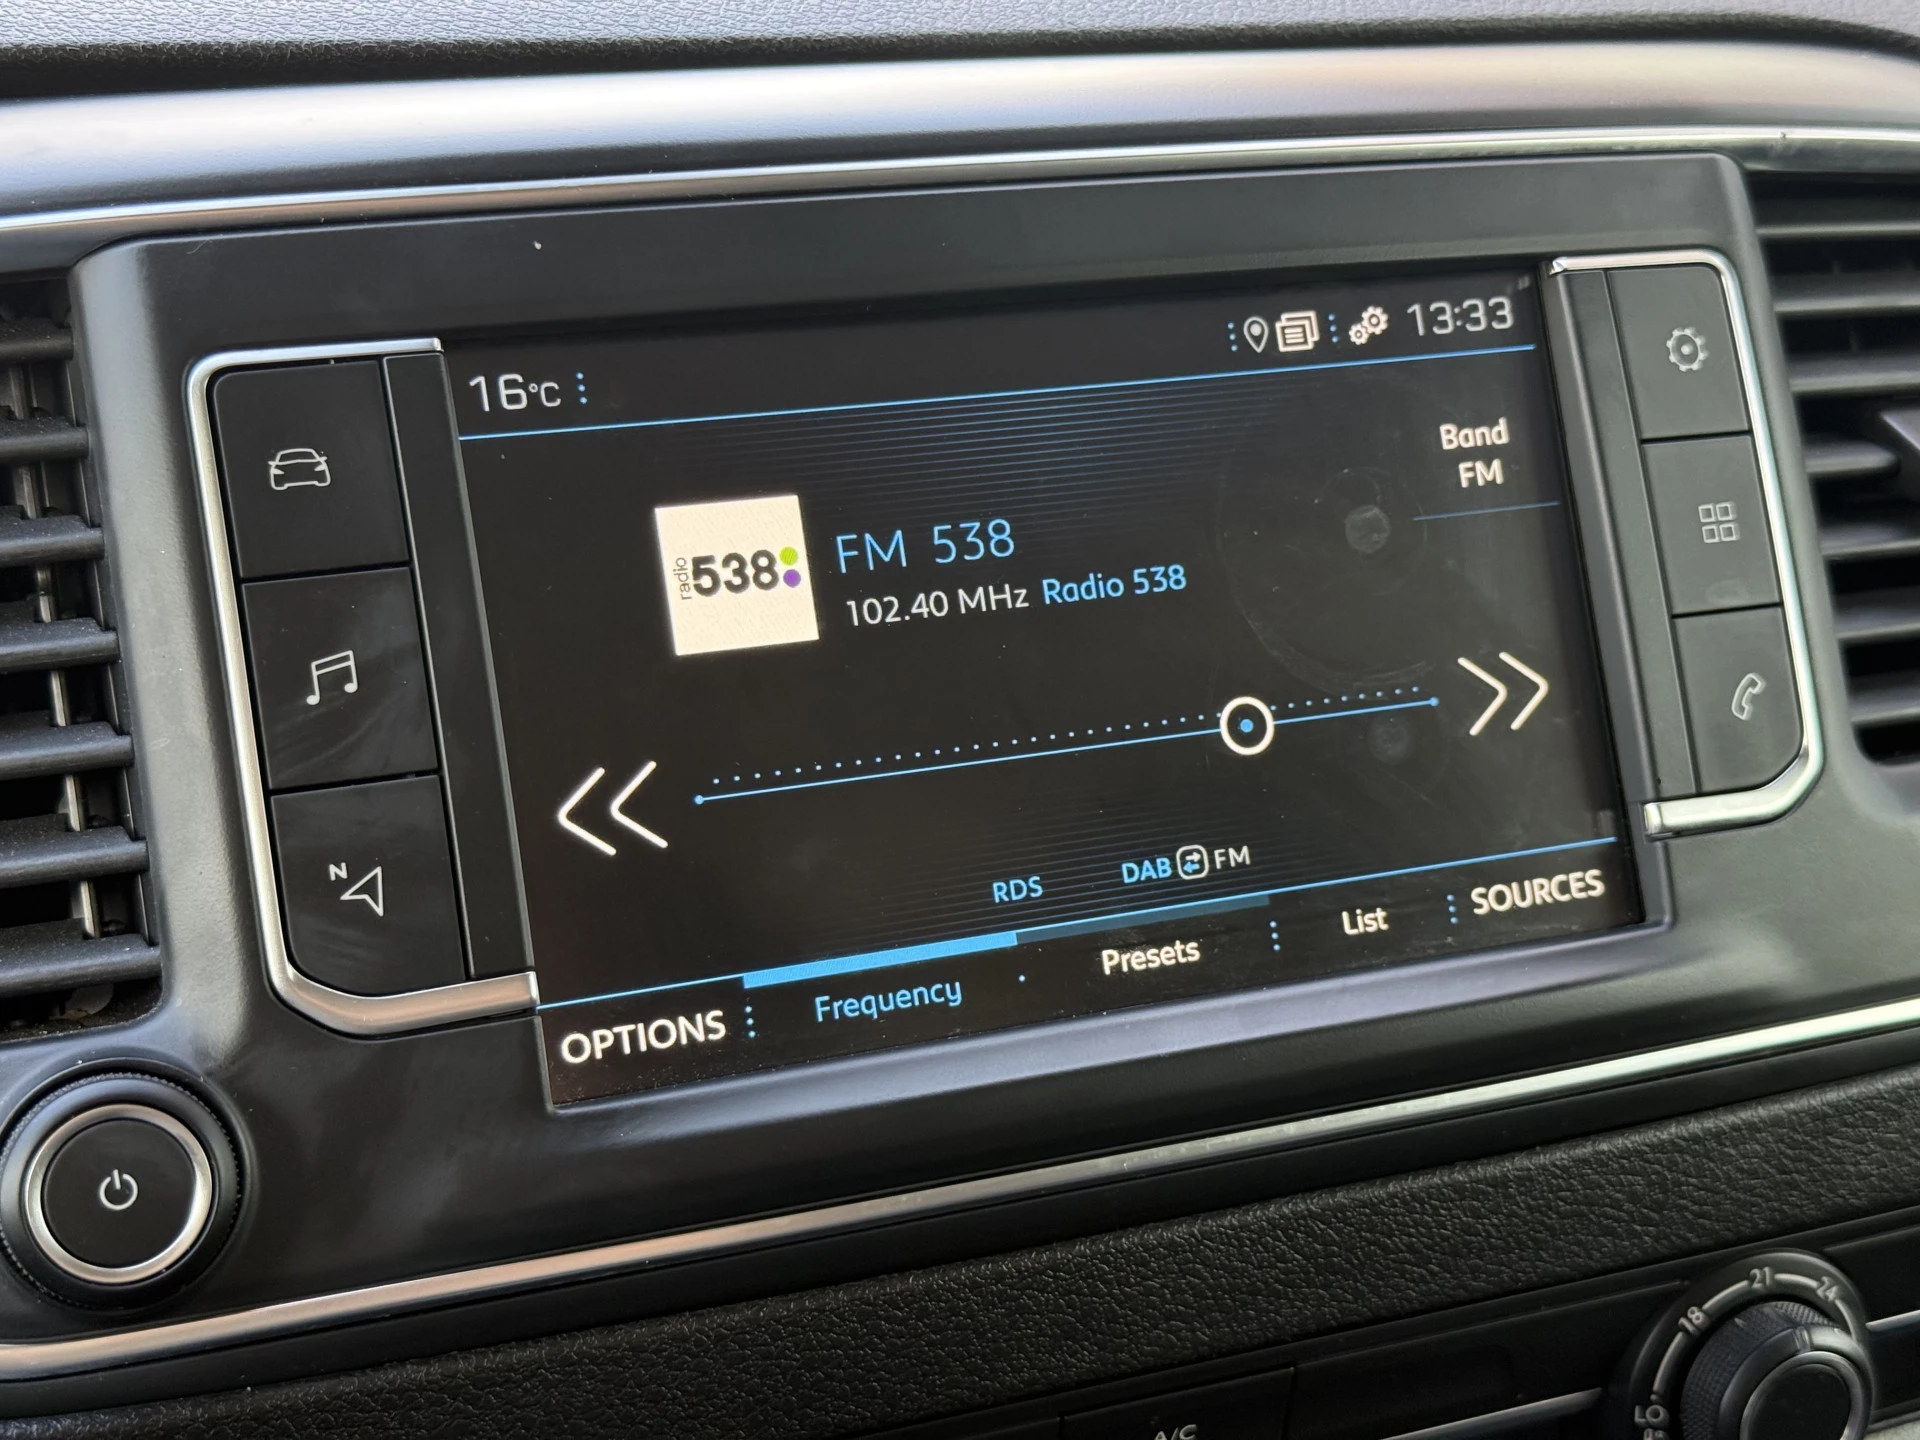 16°C
13:33
Band
FM
radio
538
FM 538
102.40 MHz Radio 538
RDS
DAB FM
OPTIONS
Frequency
Presets
List
SOURCES
N
18
21
24
LO
A/C